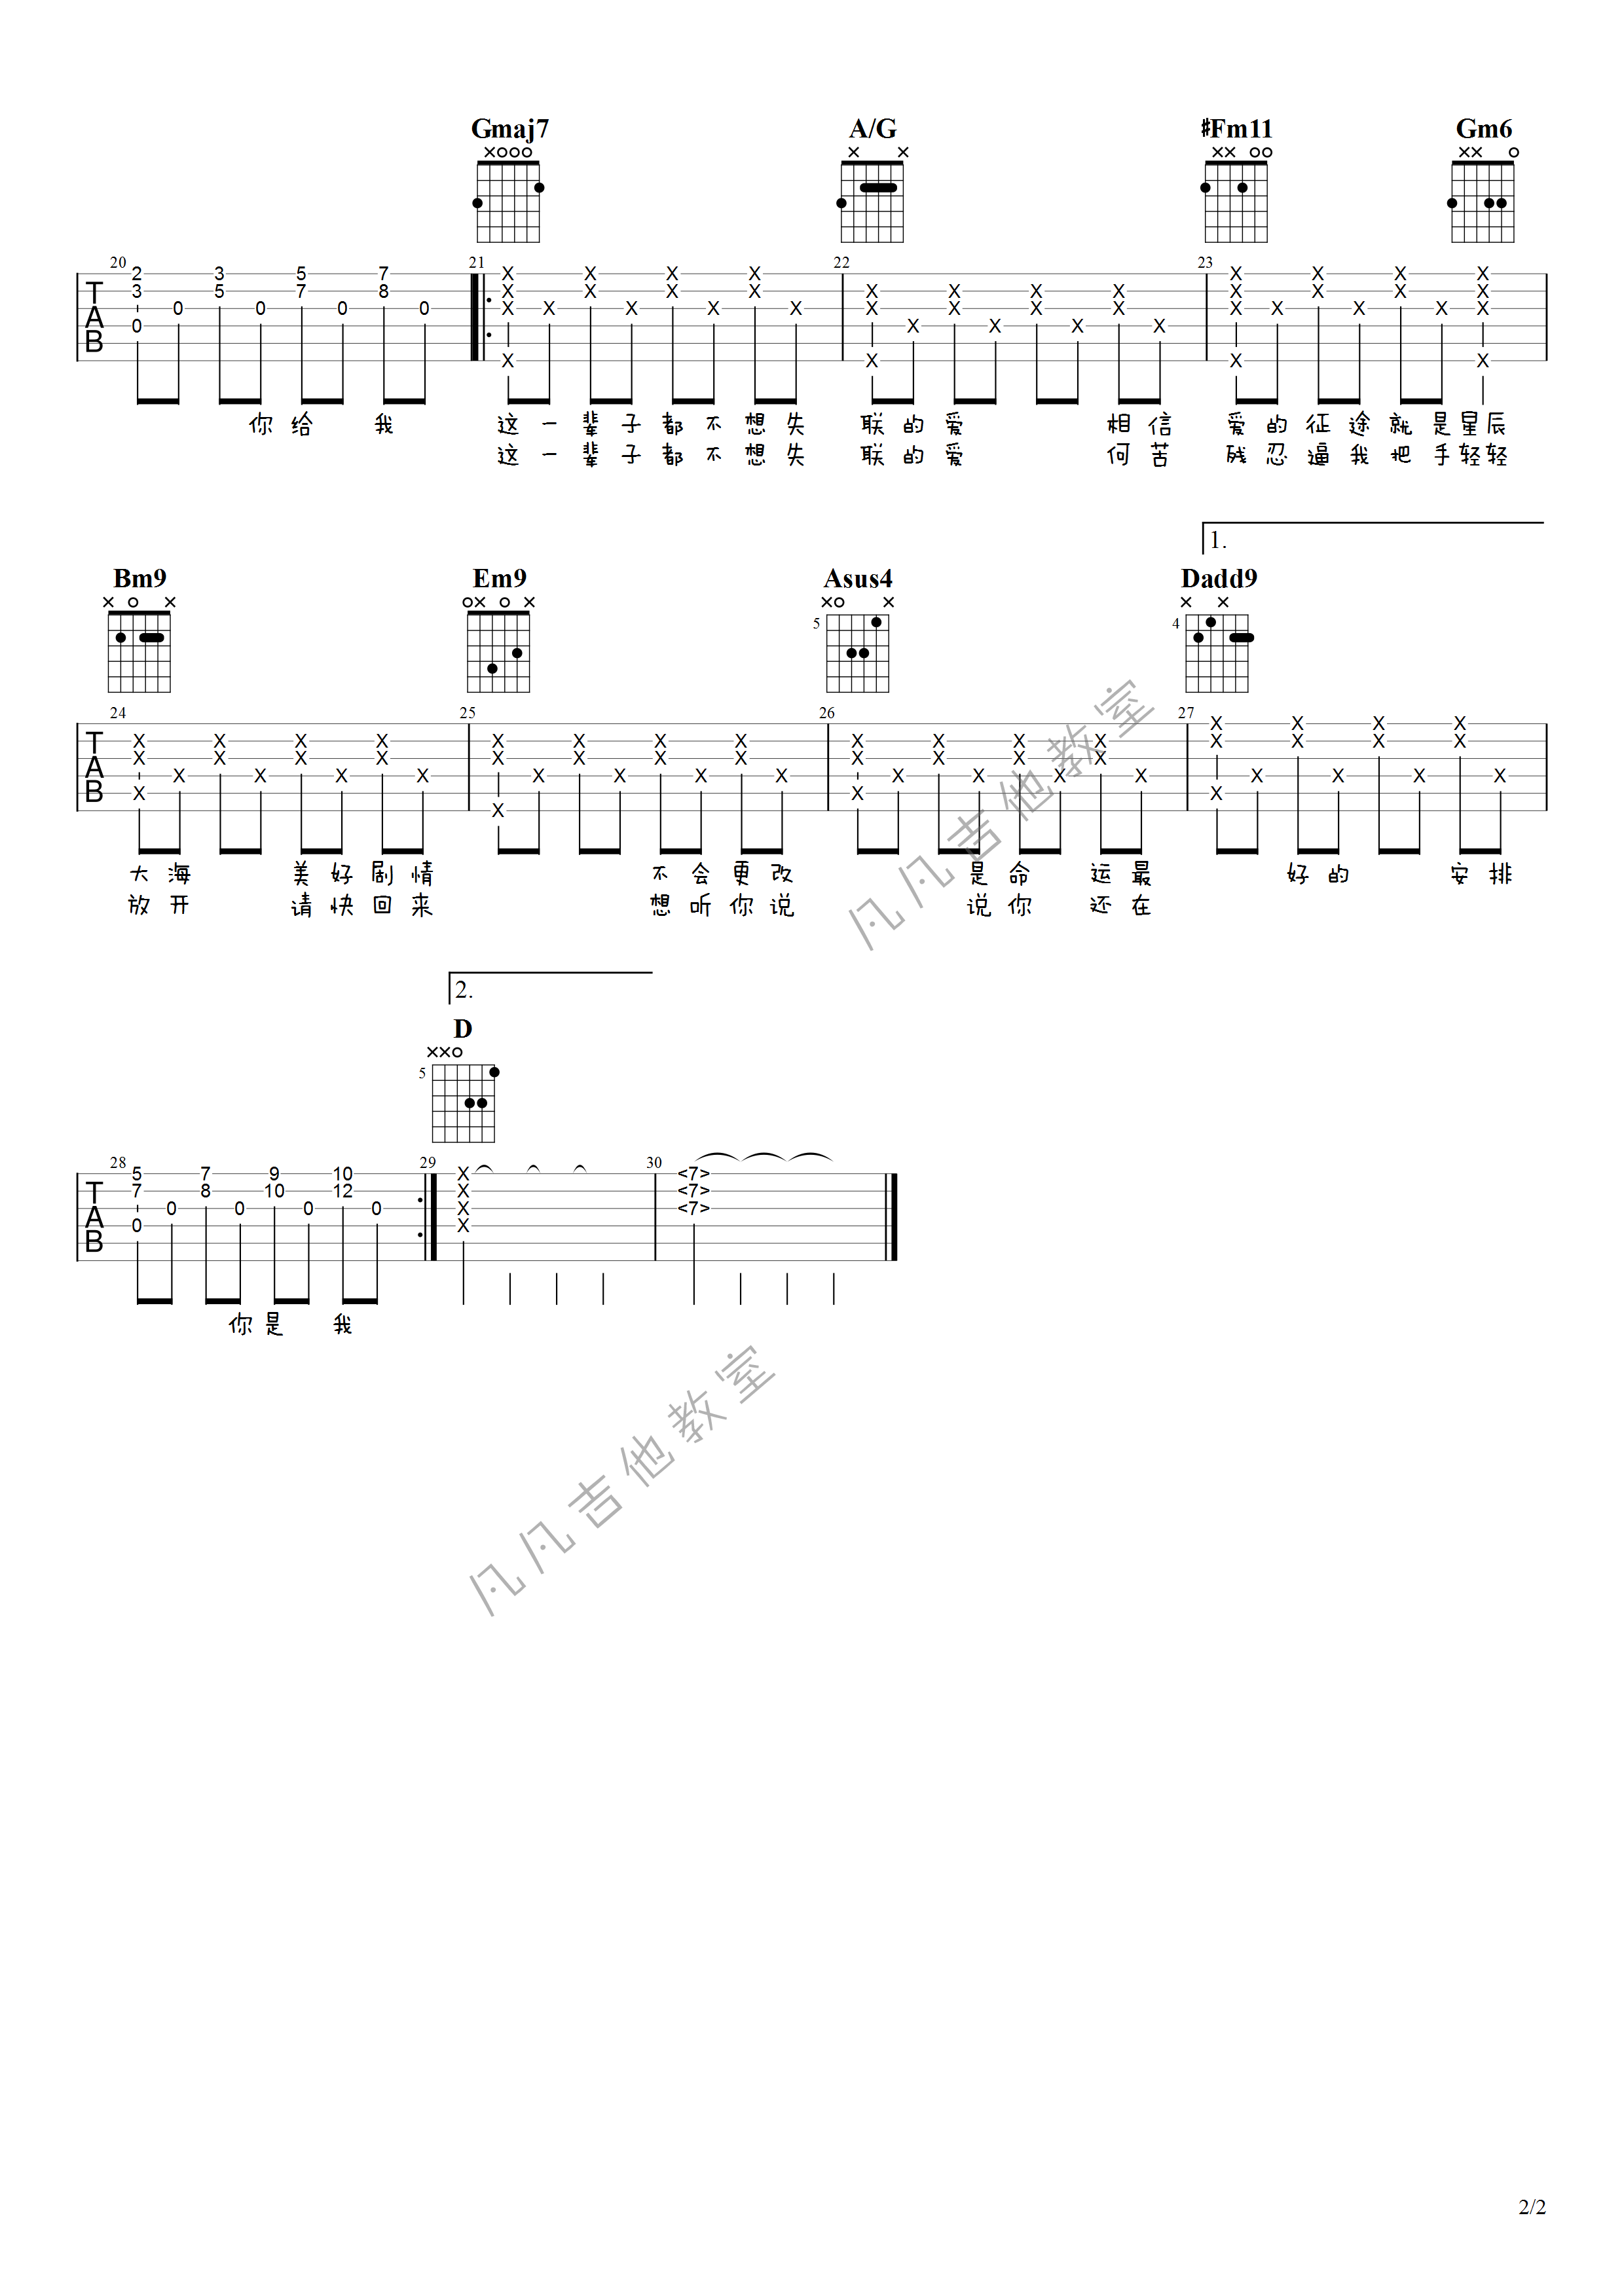 Gmaj7 A/G #Fm11 Gm6
20 21 22 23
2 3 5 7 X X X X X X X X
3 5 7 8 X X X X X X X X X X X X X
T 0 0 0 0 X X X X X X X X X X X X X X
A 0 X X X X
B X X X X
你给 我 这一辈子都不想失 联的爱 相信 爱的征途就是星辰
这一辈子都不想失 联的爱 何苦 残忍逼我把手轻轻
1.
Bm9 Em9 Asus4 Dadd9
5 4
24 25 26 27
X X X X
T X X X X X X X X X X X X X X X X
X X X X X X X X X X X X
A X X X X X X X X X X X X X X X X
B X X X
X
大海 美好剧情 不会更改 是命 运最 好的 安排
放开 请快回来 想听你说 说你 还在
凡凡吉他教室
2.
D
5
28 29 30
5 7 9 10 X <7>
T 7 8 10 12 X <7>
0 0 0 0 X <7>
A 0 X
B
你是 我
凡凡吉他教室
2/2